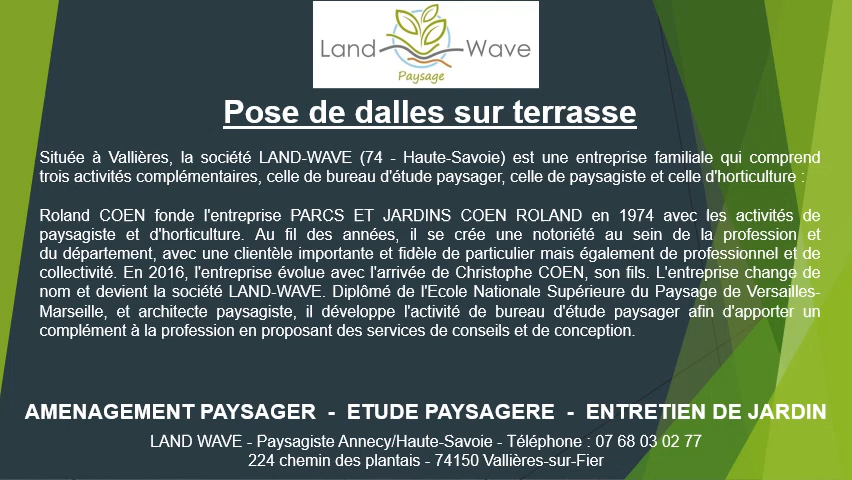 Land Wave
Paysage
Pose de dalles sur terrasse
Située à Vallières, la société LAND-WAVE (74 - Haute-Savoie) est une entreprise familiale qui comprend
trois activités complémentaires, celle de bureau d'étude paysager, celle de paysagiste et celle d'horticulture :
Roland COEN fonde l'entreprise PARCS ET JARDINS COEN ROLAND en 1974 avec les activités de
paysagiste et d'horticulture. Au fil des années, il se crée une notoriété au sein de la profession et
du département, avec une clientèle importante et fidèle de particulier mais également de professionnel et de
collectivité. En 2016, l'entreprise évolue avec l'arrivée de Christophe COEN, son fils. L'entreprise change de
nom et devient la société LAND-WAVE. Diplômé de l'Ecole Nationale Supérieure du Paysage de Versailles-
Marseille, et architecte paysagiste, il développe l'activité de bureau d'étude paysager afin d'apporter un
complément à la profession en proposant des services de conseils et de conception.
AMENAGEMENT PAYSAGER - ETUDE PAYSAGERE - ENTRETIEN DE JARDIN
LAND WAVE - Paysagiste Annecy/Haute-Savoie - Téléphone : 07 68 03 02 77
224 chemin des plantais - 74150 Vallières-sur-Fier